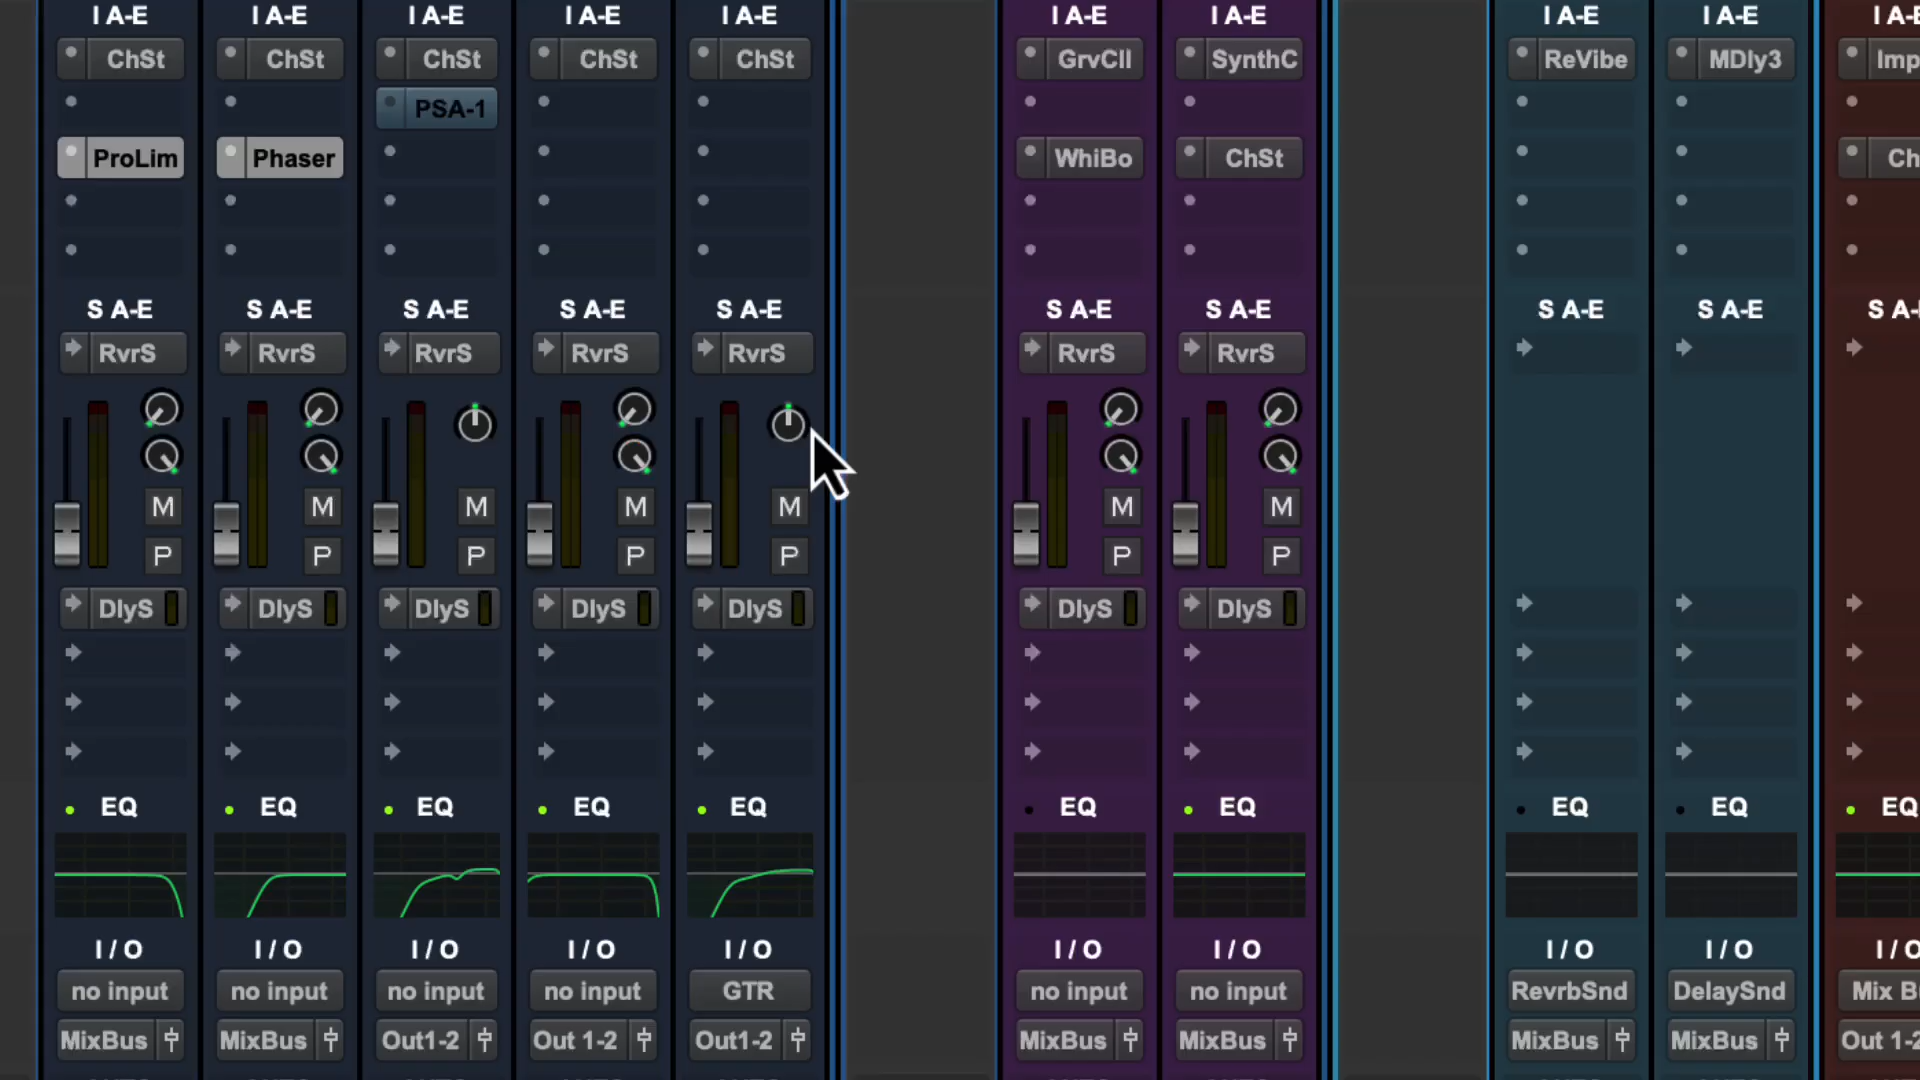 I A-E I A-E I A-E I A-E I A-E I A-E I A-E I A-E I A-E I A-E
ChSt ChSt ChSt ChSt ChSt GrvClI SynthC ReVibe MDly3 Imp
PSA-1
ProLim Phaser WhiBo ChSt Ch
S A-E S A-E S A-E S A-E S A-E S A-E S A-E S A-E S A-E S A-E
RvrS RvrS RvrS RvrS RvrS RvrS RvrS
M M M M M M M
P P P P P P P
DlyS DlyS DlyS DlyS DlyS DlyS DlyS
EQ EQ EQ EQ EQ EQ EQ EQ EQ EQ
I / O I / O I / O I / O I / O I / O I / O I / O I / O I / O
no input no input no input no input GTR no input no input RevrbSnd DelaySnd Mix B
MixBus MixBus Out1-2 Out 1-2 Out1-2 MixBus MixBus MixBus MixBus Out 1-2